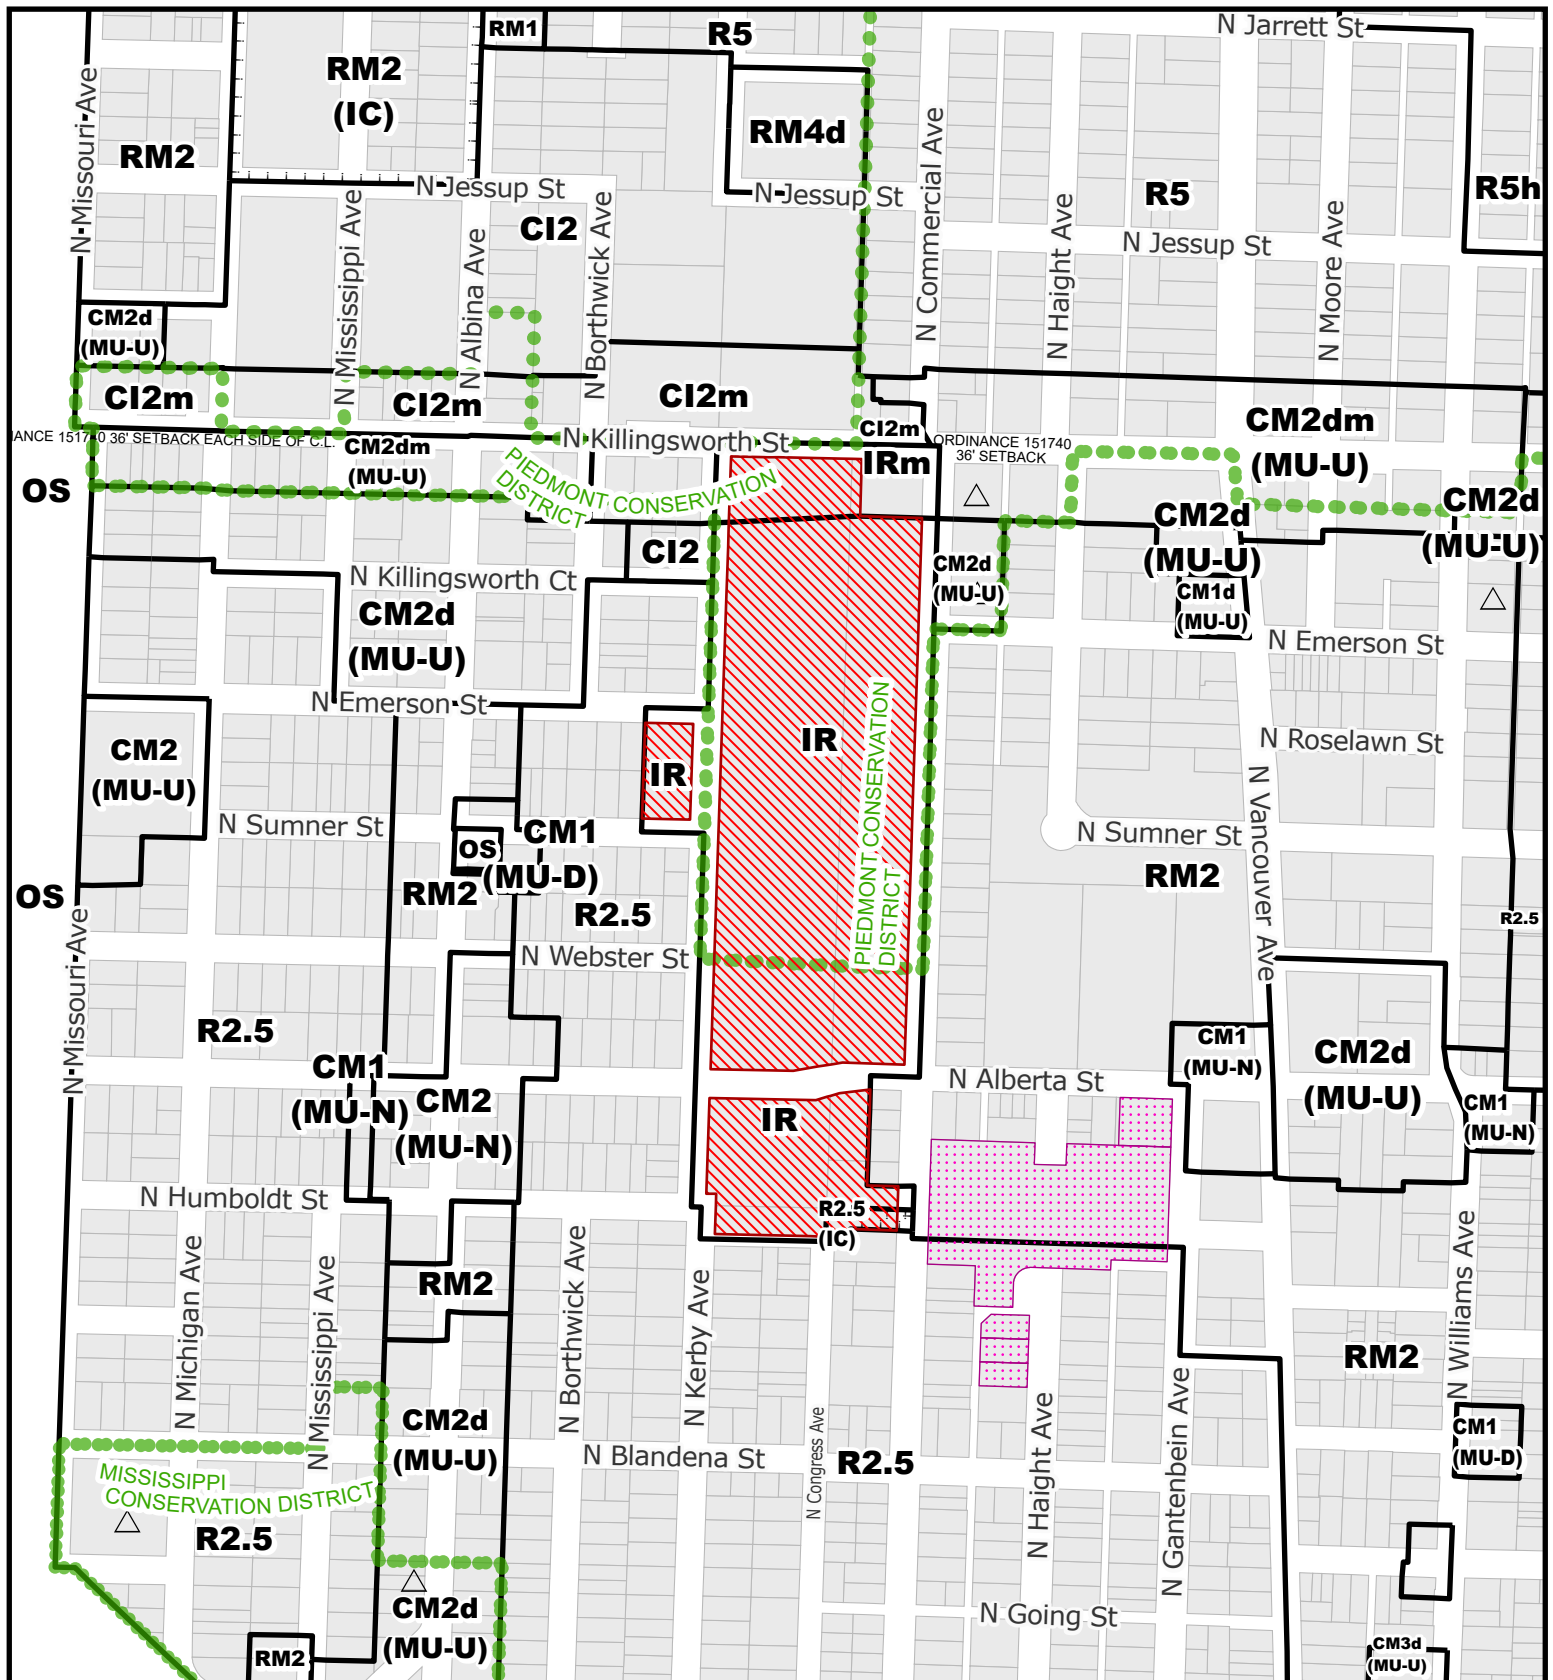 RM1
R5
N Jarrett St
RM2
(IC)
N Missouri Ave
RM4d
RM2
N Jessup St
N Jessup St
R5
R5h
CI2
N Mississippi Ave
N Albina Ave
N Borthwick Ave
N Commercial Ave
N Haight Ave
N Moore Ave
N Jessup St
CM2d
(MU-U)
CI2m
CI2m
CI2m
CI2m
CM2dm
(MU-U)
36' SETBACK EACH SIDE OF C.L.
N Killingsworth St
ORDINANCE 151740
36' SETBACK
CM2dm
(MU-U)
IRm
OS
PIEDMONT CONSERVATION
DISTRICT
CM2d
(MU-U)
CM2d
(MU-U)
CI2
CM2d
(MU-U)
N Killingsworth Ct
CM1d
(MU-U)
CM2d
(MU-U)
N Emerson St
N Emerson St
IR
PIEDMONT CONSERVATION
DISTRICT
N Roselawn St
CM2
(MU-U)
IR
N Sumner St
CM1
(MU-D)
N Sumner St
N Vancouver Ave
OS
RM2
RM2
OS
R2.5
R2.5
N Webster St
N Missouri Ave
R2.5
CM1
(MU-N)
CM2
(MU-N)
CM1
(MU-N)
CM2d
(MU-U)
N Alberta St
IR
CM1
(MU-N)
N Humboldt St
R2.5
(IC)
RM2
N Michigan Ave
N Mississippi Ave
N Borthwick Ave
N Kerby Ave
N Williams Ave
RM2
CM2d
(MU-U)
N Blandena St
N Congress Ave
R2.5
N Haight Ave
N Gantenbein Ave
CM1
(MU-D)
MISSISSIPPI
CONSERVATION DISTRICT
R2.5
CM2d
(MU-U)
N Going St
RM2
CM3d
(MU-U)